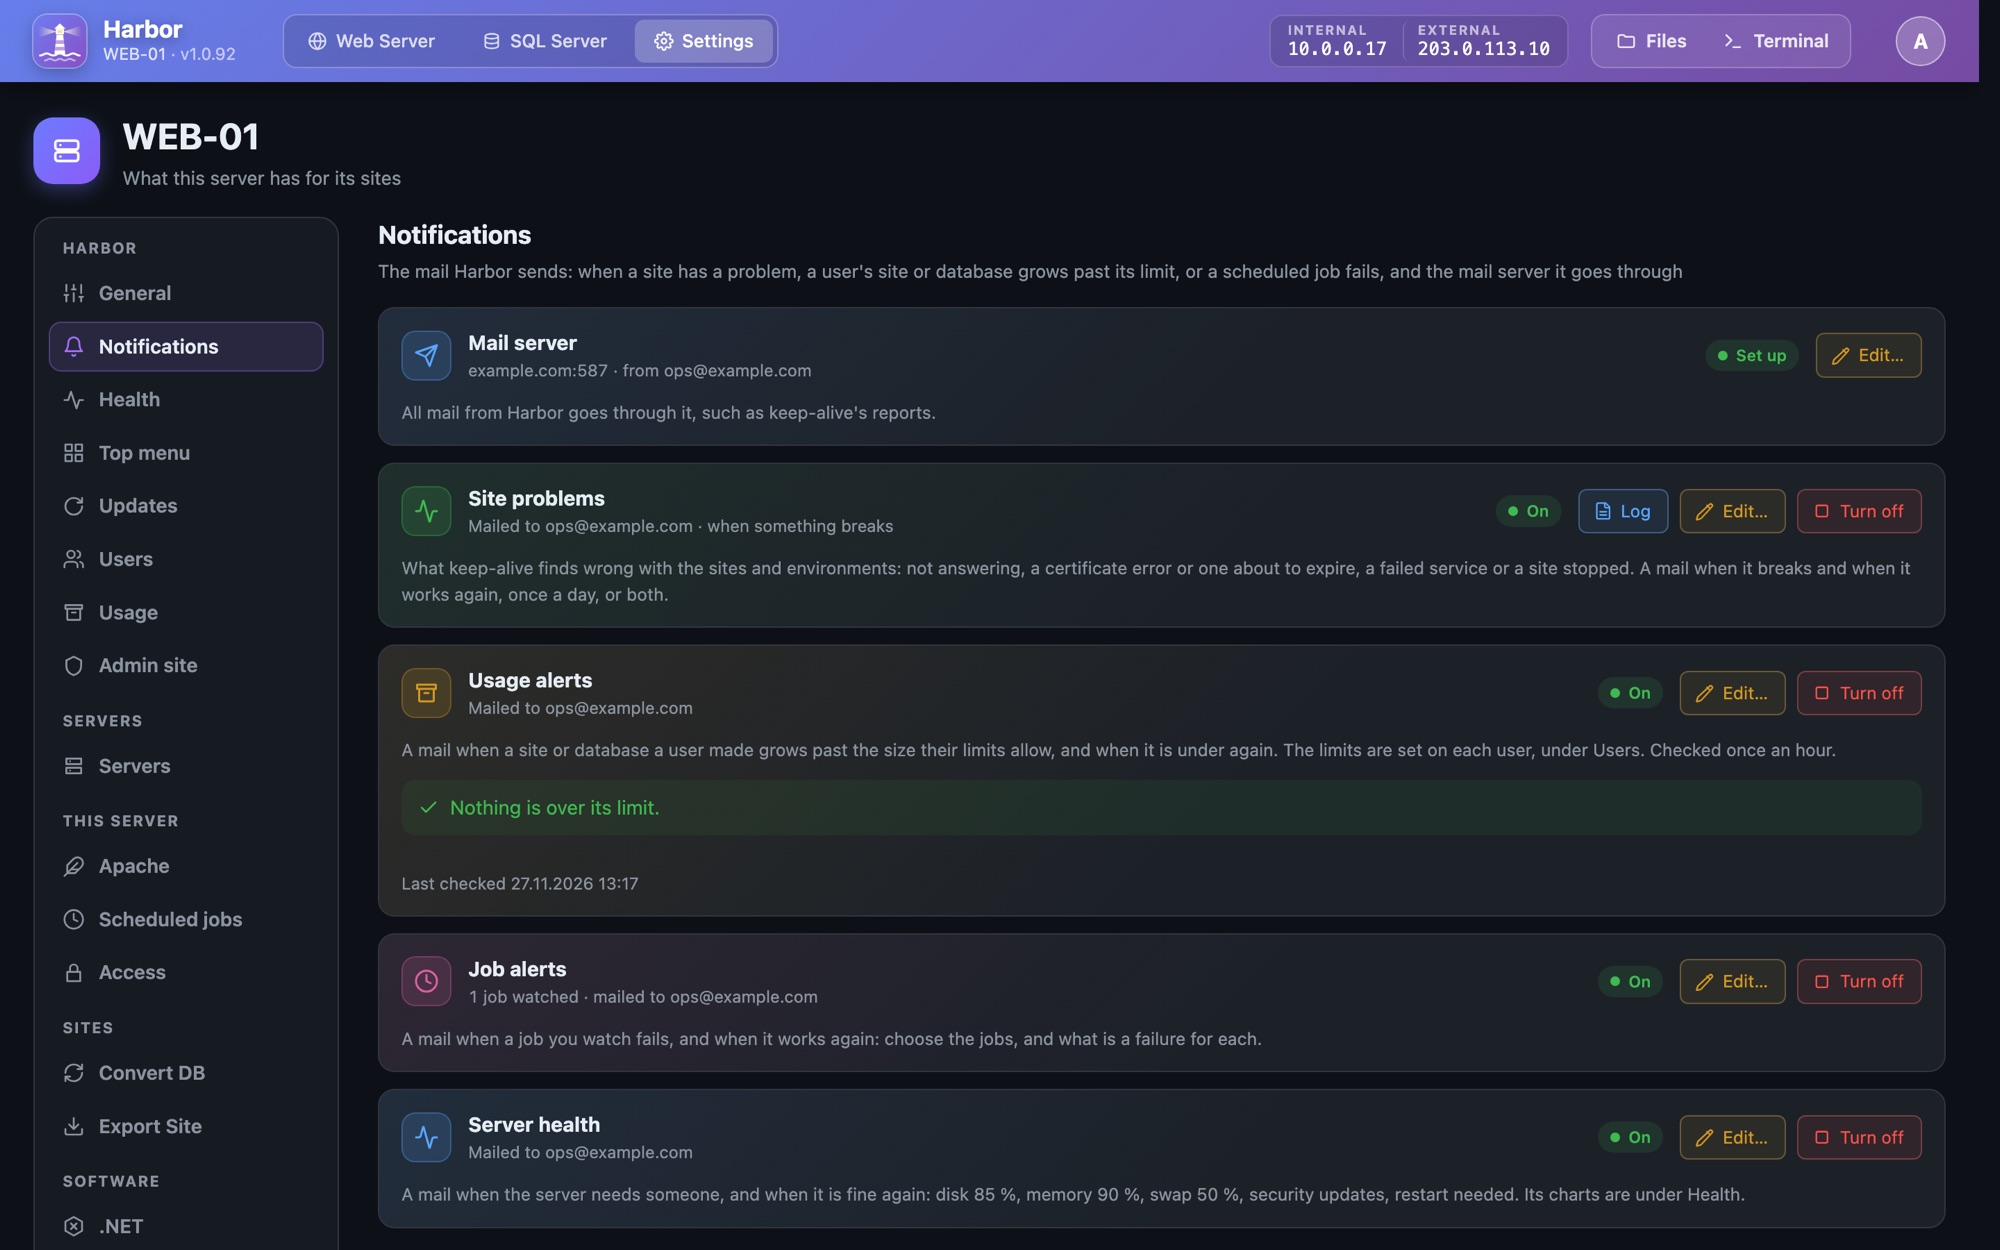 Harbor
WEB-01 · v1.0.92
Web Server
SQL Server
Settings
INTERNAL
10.0.0.17
EXTERNAL
203.0.113.10
Files
Terminal
A
WEB-01
What this server has for its sites
HARBOR
General
Notifications
Health
Top menu
Updates
Users
Usage
Admin site
SERVERS
Servers
THIS SERVER
Apache
Scheduled jobs
Access
SITES
Convert DB
Export Site
SOFTWARE
.NET
Notifications
The mail Harbor sends: when a site has a problem, a user's site or database grows past its limit, or a scheduled job fails, and the mail server it goes through
Mail server
example.com:587 · from ops@example.com
Set up
Edit...
All mail from Harbor goes through it, such as keep-alive's reports.
Site problems
Mailed to ops@example.com · when something breaks
On
Log
Edit...
Turn off
What keep-alive finds wrong with the sites and environments: not answering, a certificate error or one about to expire, a failed service or a site stopped. A mail when it breaks and when it
works again, once a day, or both.
Usage alerts
Mailed to ops@example.com
On
Edit...
Turn off
A mail when a site or database a user made grows past the size their limits allow, and when it is under again. The limits are set on each user, under Users. Checked once an hour.
Nothing is over its limit.
Last checked 27.11.2026 13:17
Job alerts
1 job watched · mailed to ops@example.com
On
Edit...
Turn off
A mail when a job you watch fails, and when it works again: choose the jobs, and what is a failure for each.
Server health
Mailed to ops@example.com
On
Edit...
Turn off
A mail when the server needs someone, and when it is fine again: disk 85 %, memory 90 %, swap 50 %, security updates, restart needed. Its charts are under Health.